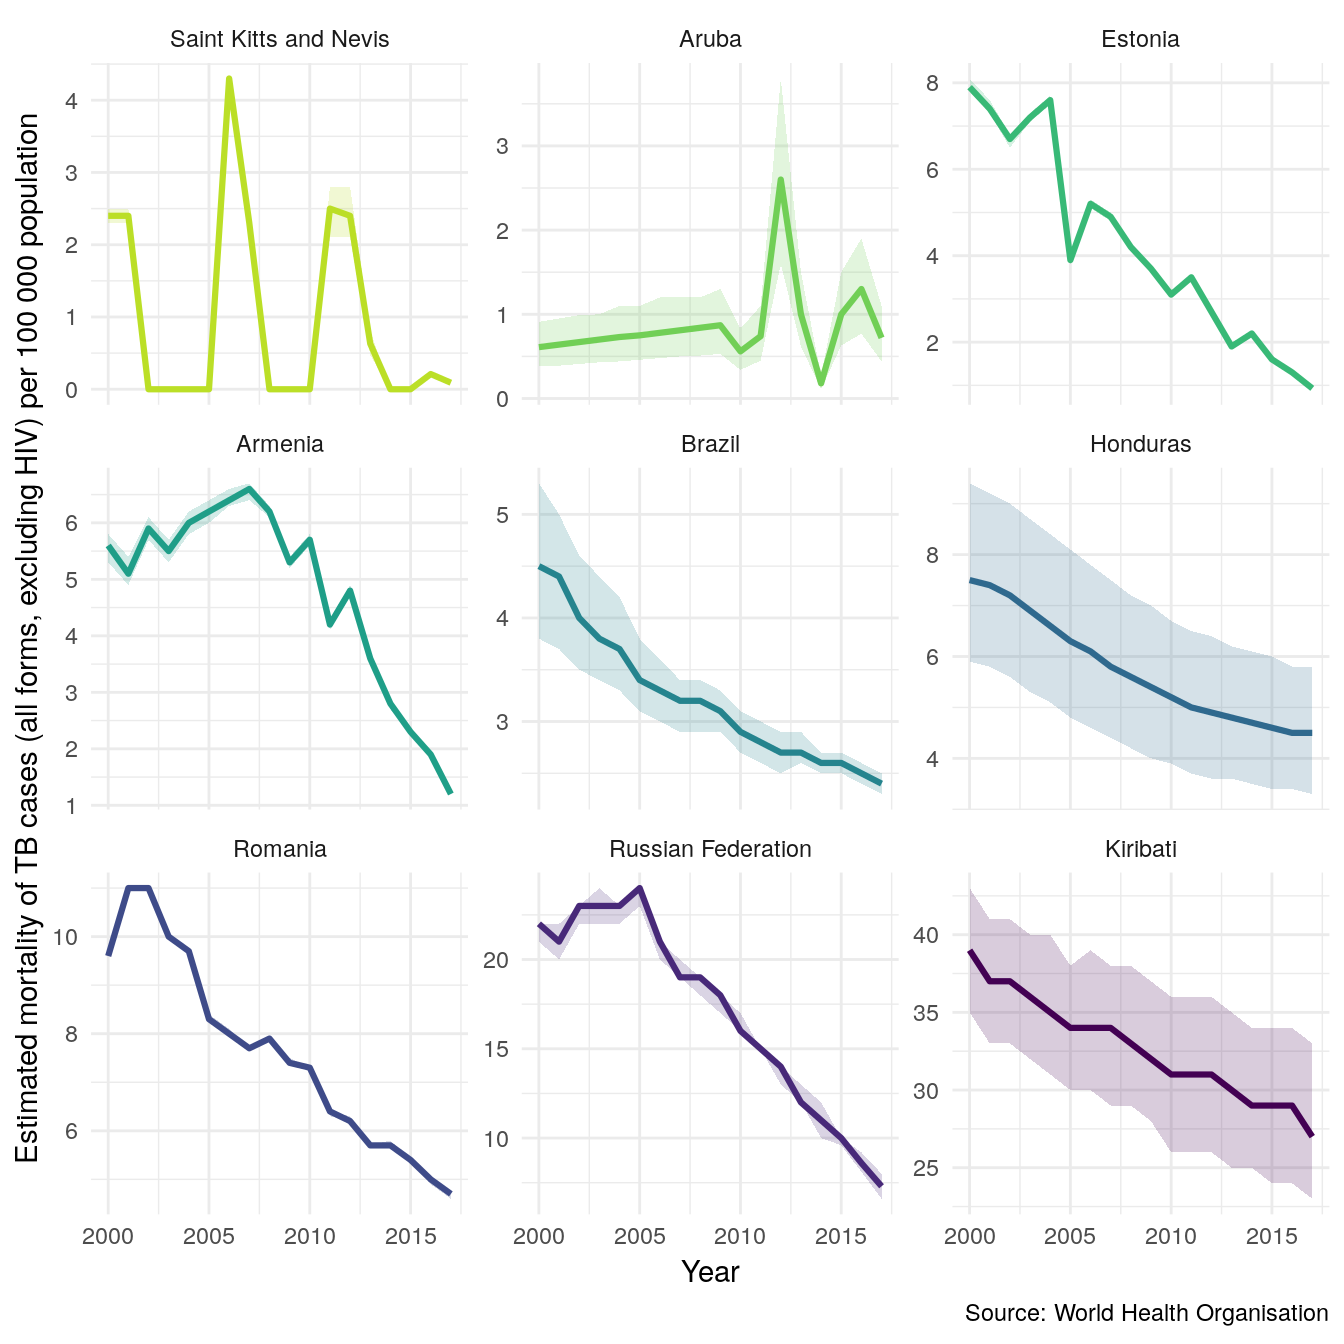 Estimated mortality of TB cases (all forms, excluding HIV) per 100 000 population
Saint Kitts and Nevis
4
3
2
1
0
Aruba
3
2
1
0
Estonia
8
6
4
2
Armenia
6
5
4
3
2
1
Brazil
5
4
3
Honduras
8
6
4
Romania
10
8
6
2000 2005 2010 2015
Russian Federation
20
15
10
2000 2005 2010 2015
Kiribati
40
35
30
25
2000 2005 2010 2015
Year
Source: World Health Organisation